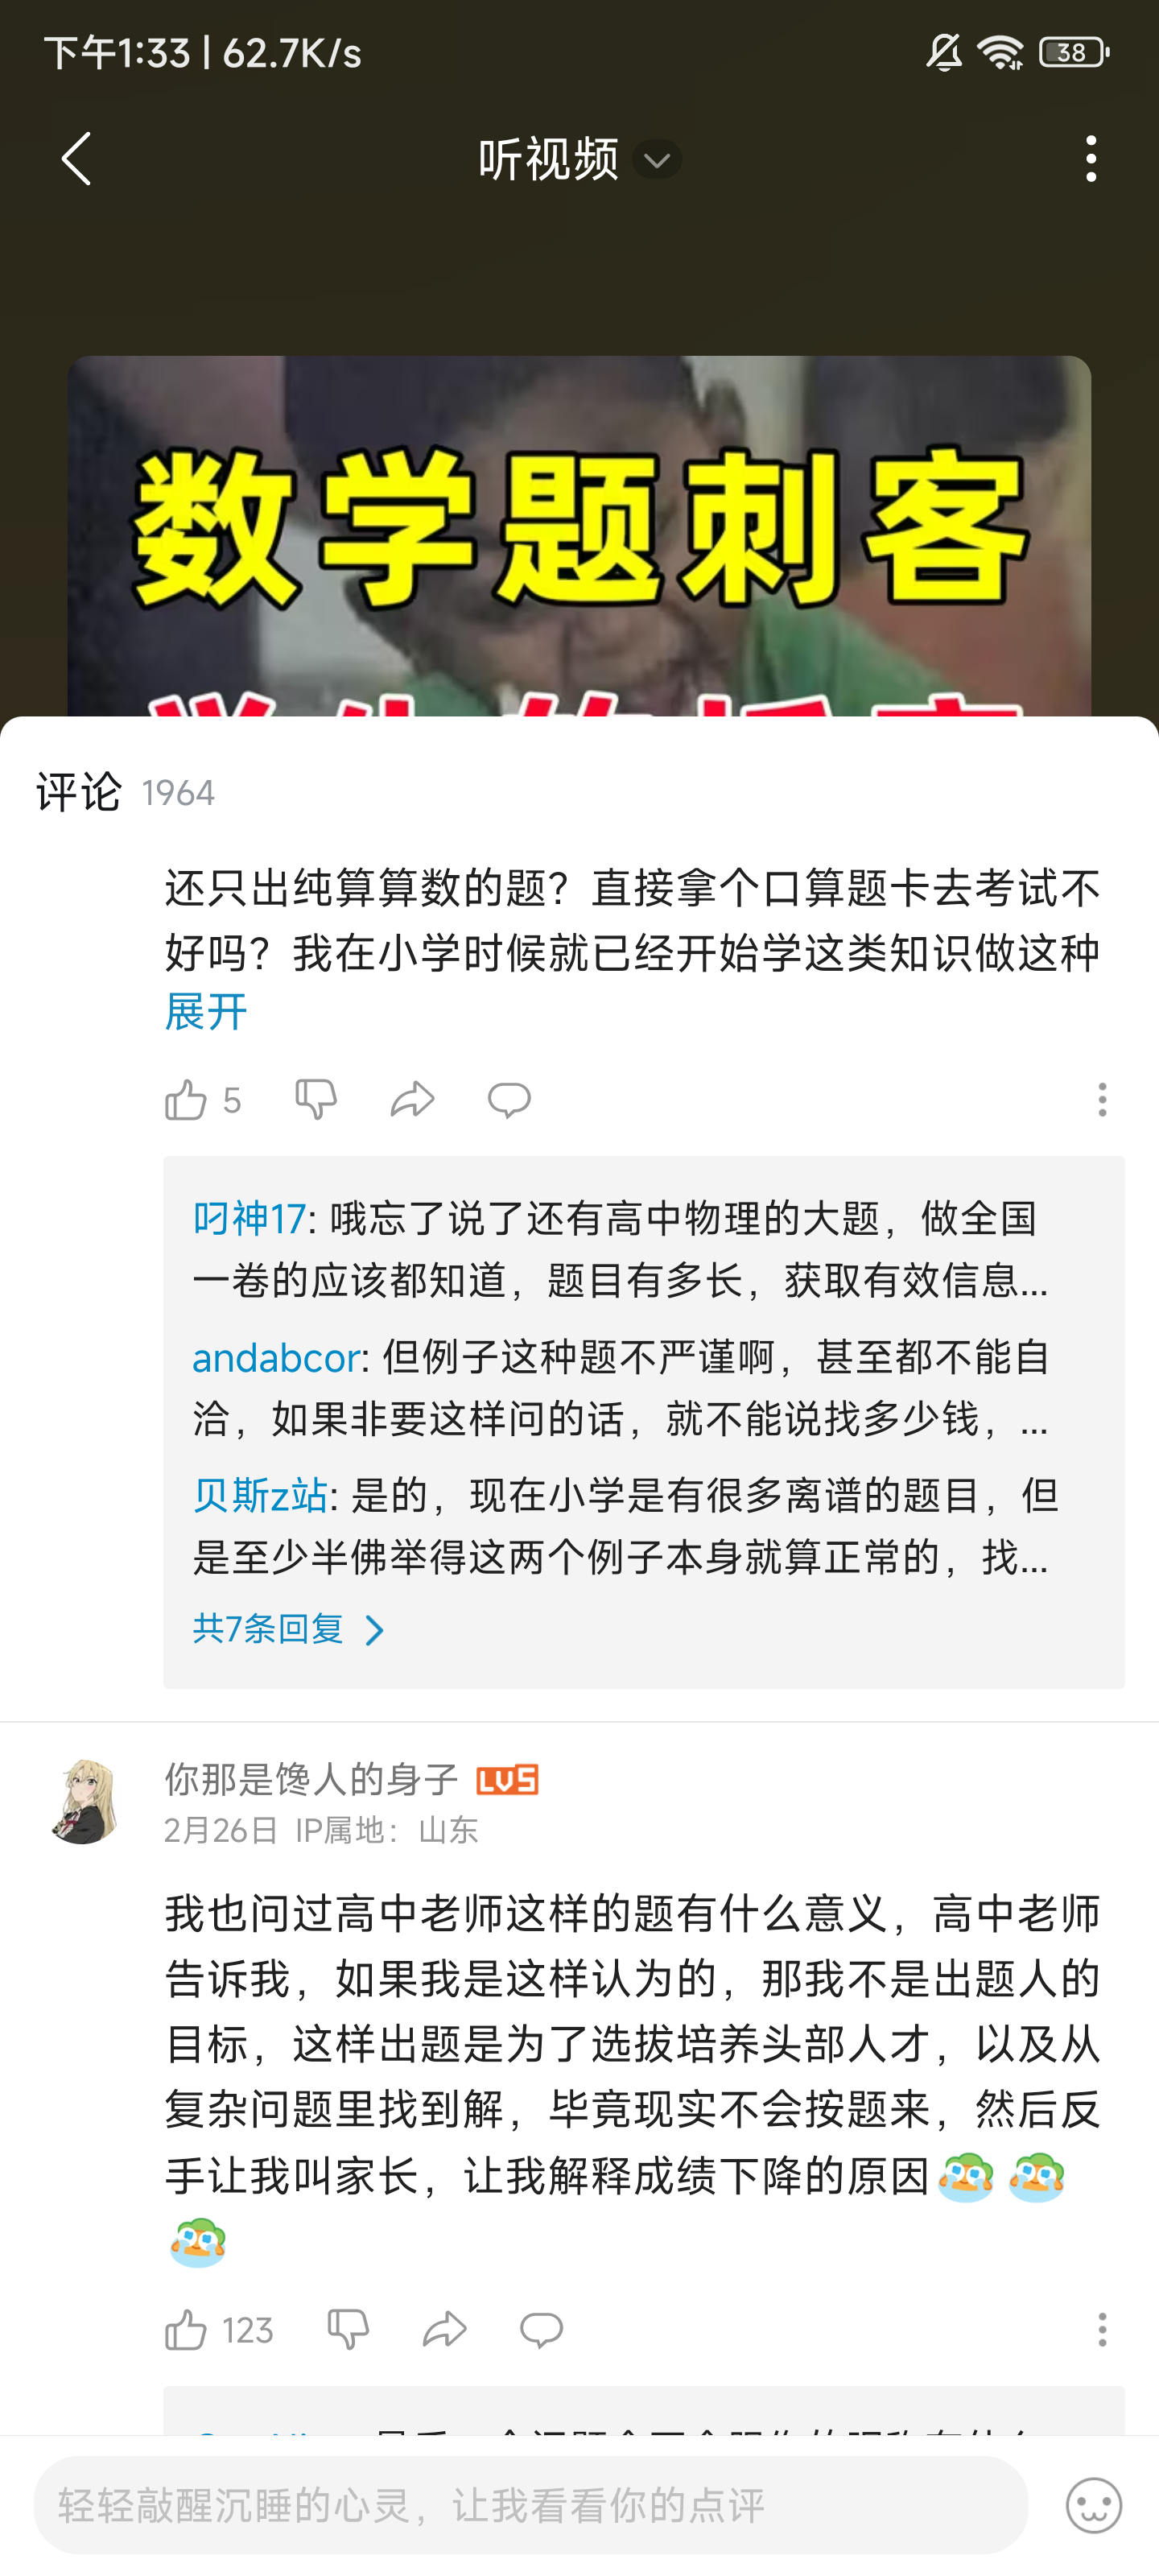 下午1:33 | 62.7K/s
38
听视频
数学题刺客
评论 1964
还只出纯算算数的题？直接拿个口算题卡去考试不
好吗？我在小学时候就已经开始学这类知识做这种
展开
5
叼神17: 哦忘了说了还有高中物理的大题，做全国
一卷的应该都知道，题目有多长，获取有效信息...
andabcor: 但例子这种题不严谨啊，甚至都不能自
洽，如果非要这样问的话，就不能说找多少钱，...
贝斯z站: 是的，现在小学是有很多离谱的题目，但
是至少半佛举得这两个例子本身就算正常的，找...
共7条回复
你那是馋人的身子 LV5
2月26日 IP属地：山东
我也问过高中老师这样的题有什么意义，高中老师
告诉我，如果我是这样认为的，那我不是出题人的
目标，这样出题是为了选拔培养头部人才，以及从
复杂问题里找到解，毕竟现实不会按题来，然后反
手让我叫家长，让我解释成绩下降的原因
123
轻轻敲醒沉睡的心灵，让我看看你的点评